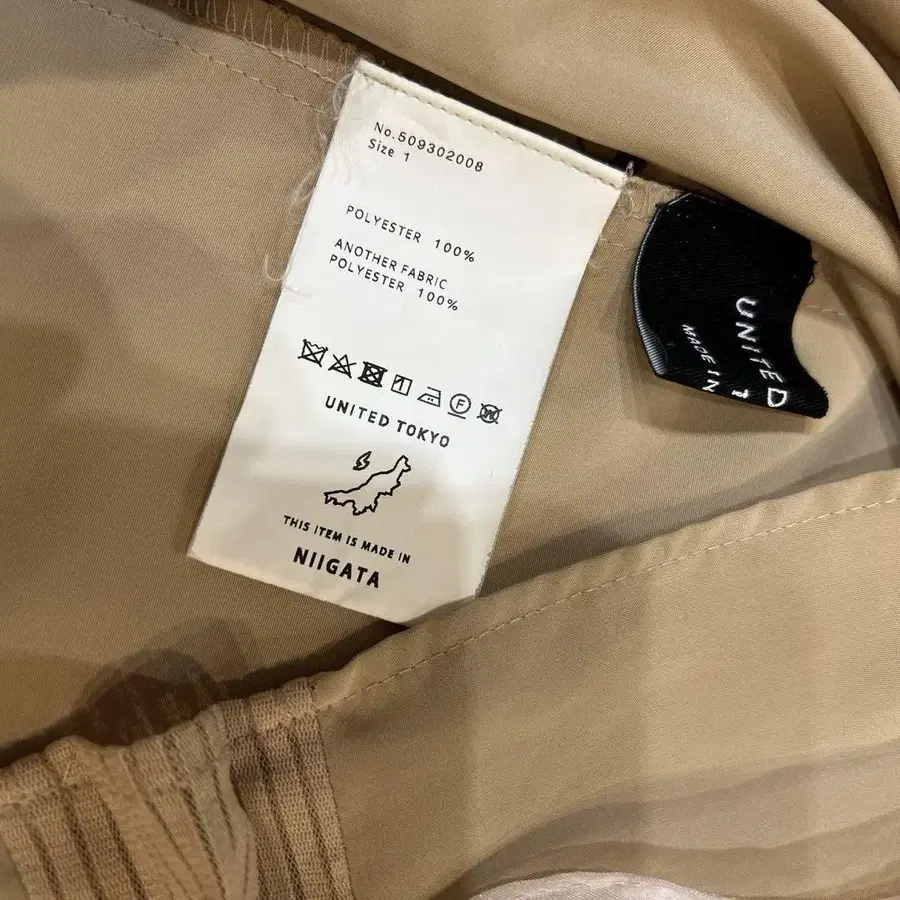 No.509302008
Size 1
POLYESTER 100%
ANOTHER FABRIC
POLYESTER 100%
F
W
UNITED TOKYO
THIS ITEM IS MADE IN
NIIGATA
UNITED
MADE IN